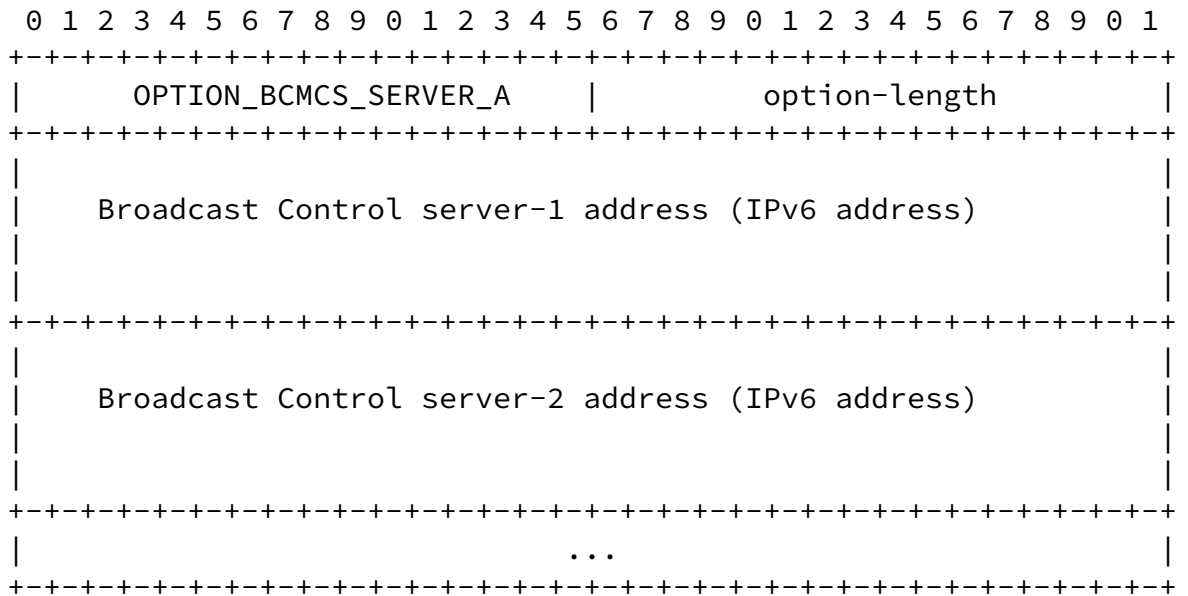 0 1 2 3 4 5 6 7 8 9 0 1 2 3 4 5 6 7 8 9 0 1 2 3 4 5 6 7 8 9 0 1
+-+-+-+-+-+-+-+-+-+-+-+-+-+-+-+-+-+-+-+-+-+-+-+-+-+-+-+-+-+-+-+-+
|      OPTION_BCMCS_SERVER_A    |         option-length         |
+-+-+-+-+-+-+-+-+-+-+-+-+-+-+-+-+-+-+-+-+-+-+-+-+-+-+-+-+-+-+-+-+
|                                                               |
|    Broadcast Control server-1 address (IPv6 address)          |
|                                                               |
|                                                               |
+-+-+-+-+-+-+-+-+-+-+-+-+-+-+-+-+-+-+-+-+-+-+-+-+-+-+-+-+-+-+-+-+
|                                                               |
|    Broadcast Control server-2 address (IPv6 address)          |
|                                                               |
|                                                               |
+-+-+-+-+-+-+-+-+-+-+-+-+-+-+-+-+-+-+-+-+-+-+-+-+-+-+-+-+-+-+-+-+
|                              ...                              |
+-+-+-+-+-+-+-+-+-+-+-+-+-+-+-+-+-+-+-+-+-+-+-+-+-+-+-+-+-+-+-+-+